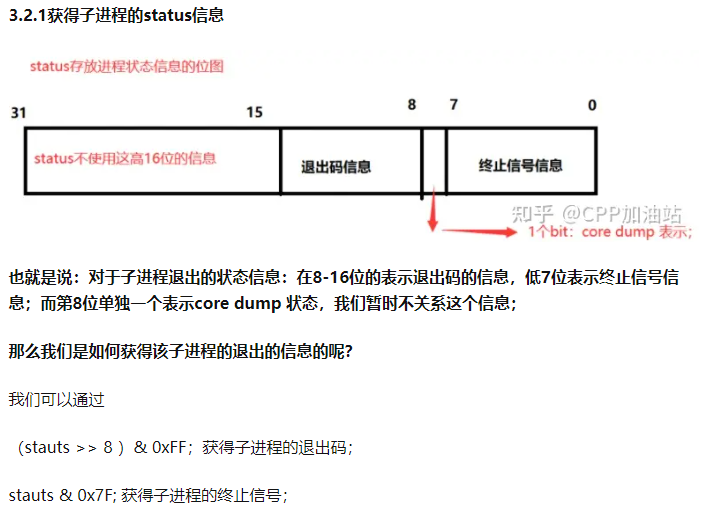 3.2.1获得子进程的status信息
status存放进程状态信息的位图
31 15 8 7 0
status不使用这高16位的信息 退出码信息 终止信号信息
知乎 @CPP加油站
1个bit：core dump 表示；
也就是说：对于子进程退出的状态信息：在8-16位的表示退出码的信息，低7位表示终止信号信
息；而第8位单独一个表示core dump 状态，我们暂时不关系这个信息；
那么我们是如何获得该子进程的退出的信息的呢？
我们可以通过
（stauts >> 8 ）& 0xFF；获得子进程的退出码；
stauts & 0x7F; 获得子进程的终止信号；